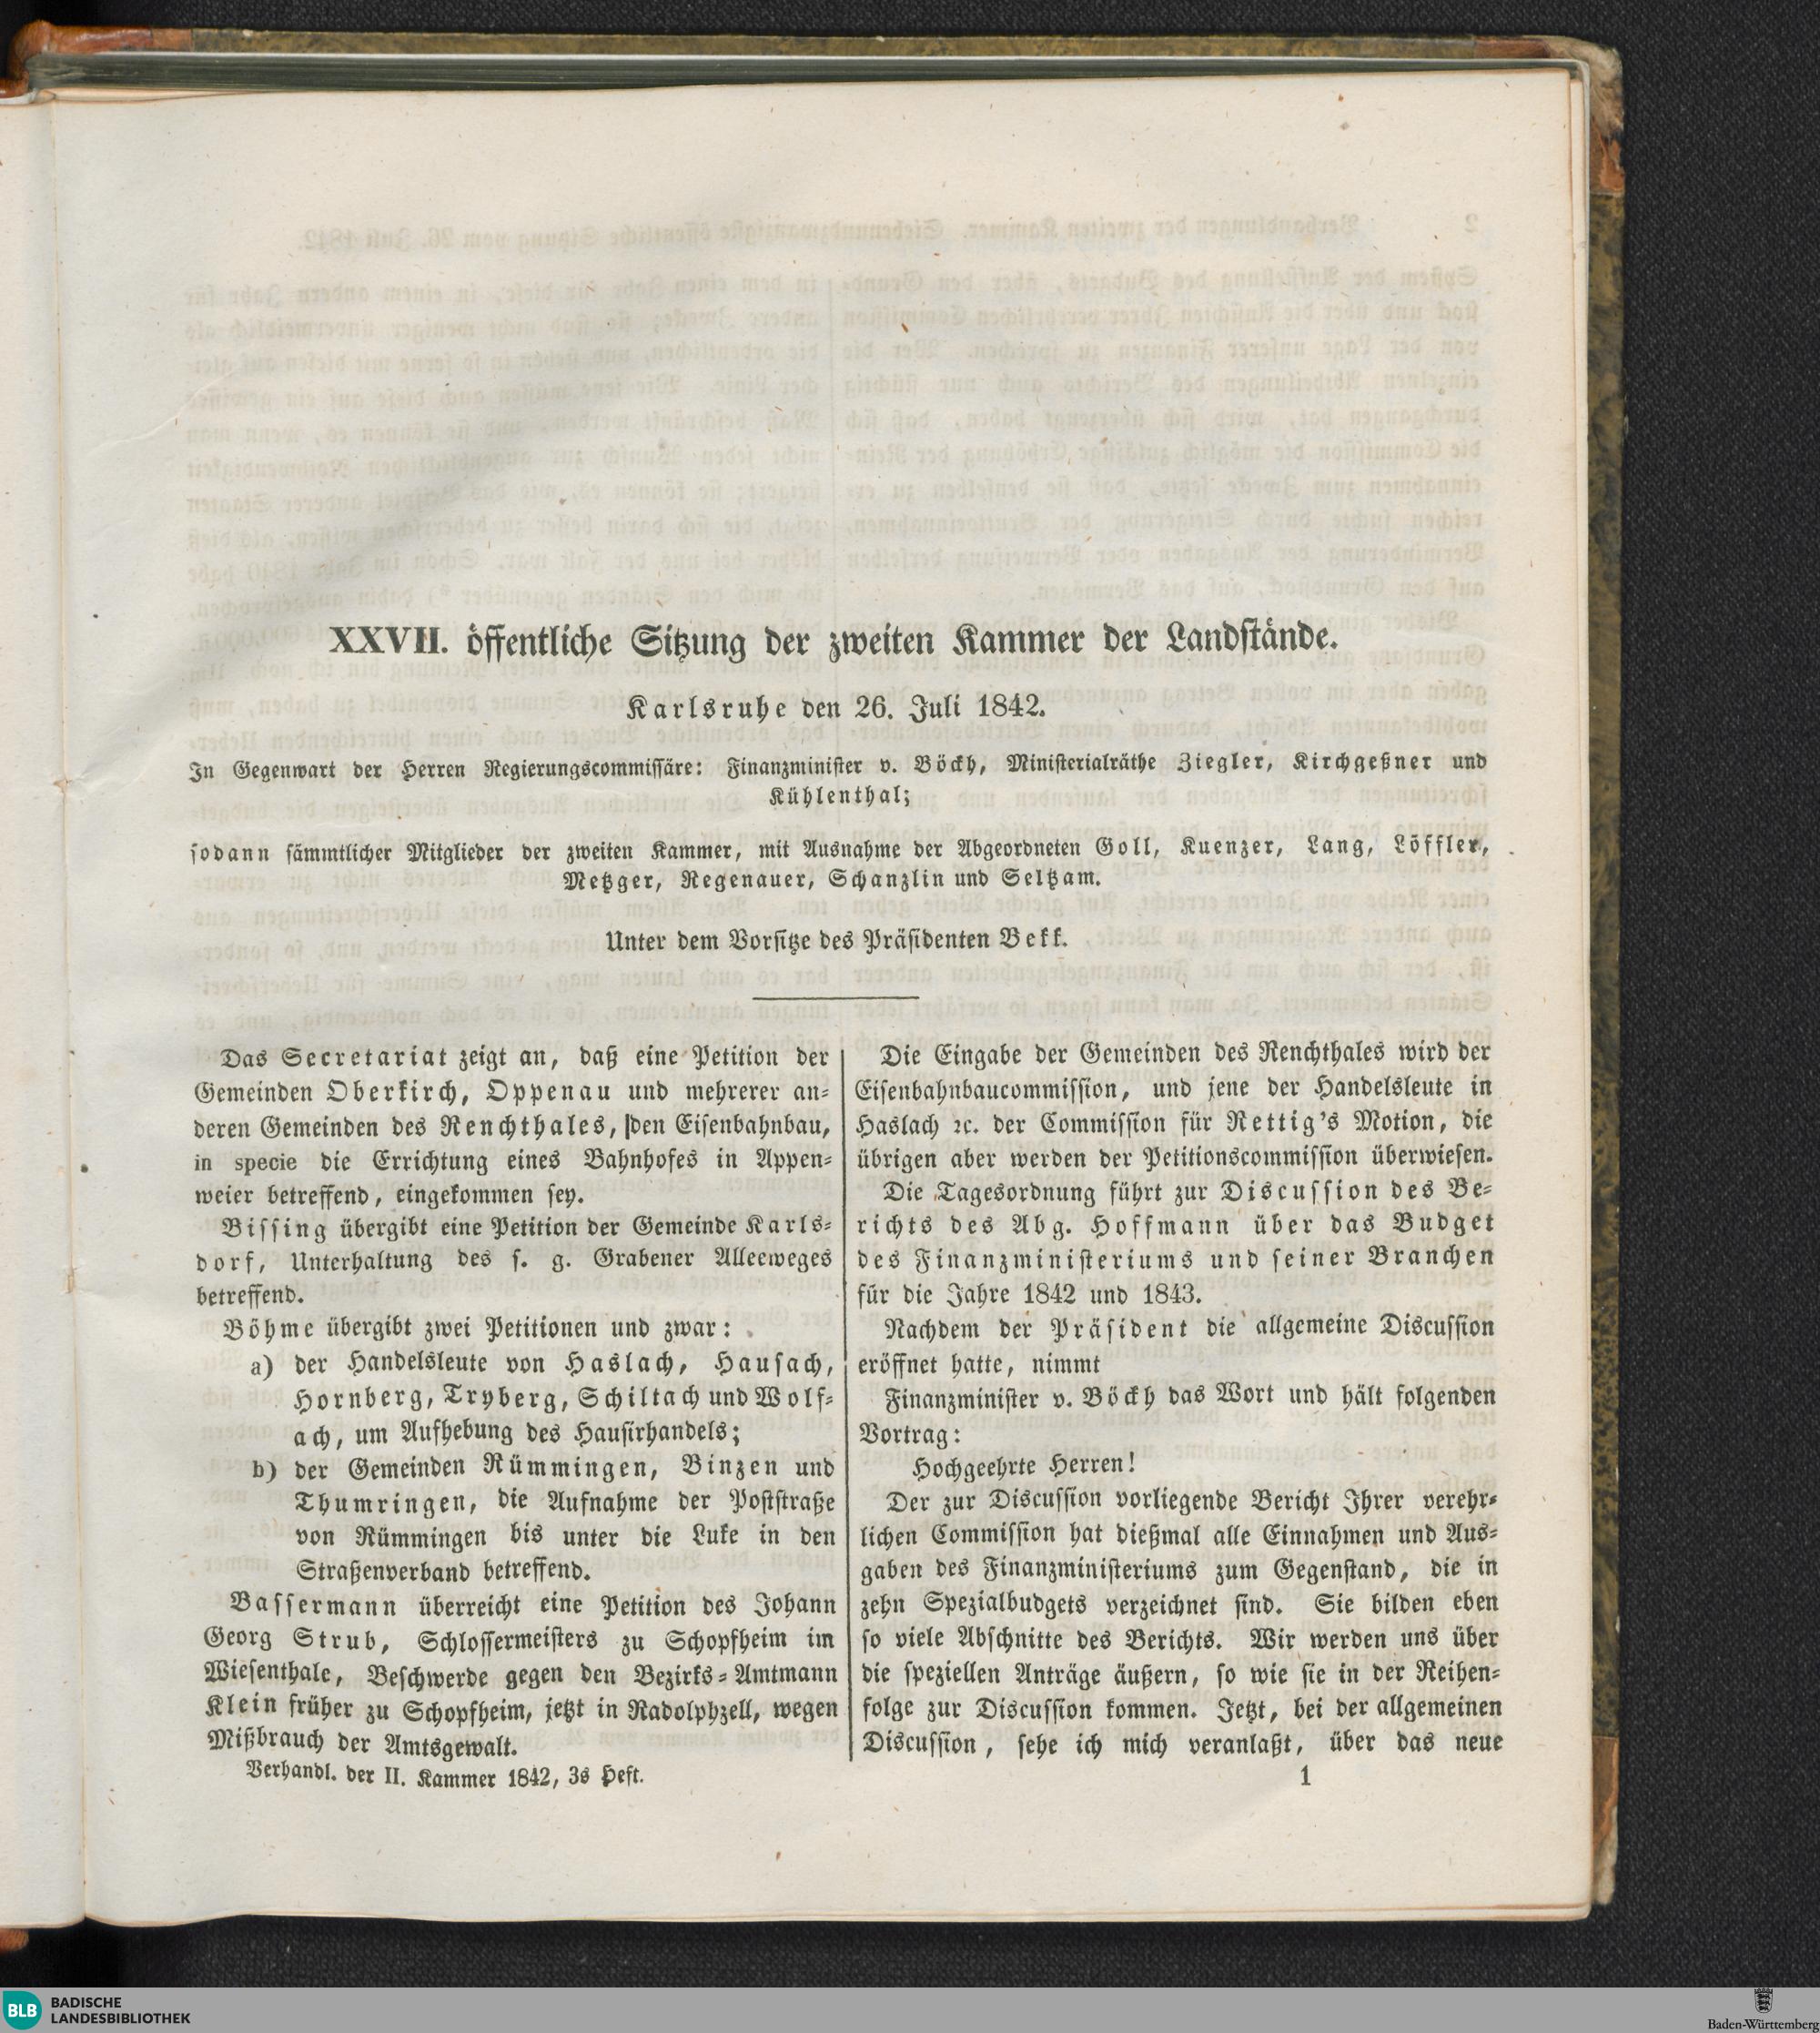 XXVII. öffentliche Sitzung der zweiten Kammer der Landstände.
Karlsruhe den 26. Juli 1842.
In Gegenwart der Herren Regierungscommissäre: Finanzminister v. Böckh, Ministerialräthe Ziegler, Kirchgeßner und
Kühlenthal;
sodann sämmtlicher Mitglieder der zweiten Kammer, mit Ausnahme der Abgeordneten Goll, Kuenzer, Lang, Löffler,
Metzger, Regenauer, Schanzlin und Seltzam.
Unter dem Vorsitze des Präsidenten Bekk.
Das Secretariat zeigt an, daß eine Petition der
Gemeinden Oberkirch, Oppenau und mehrerer an-
deren Gemeinden des Renchthales, den Eisenbahnbau,
in specie die Errichtung eines Bahnhofes in Appen-
weier betreffend, eingekommen sey.
Bissing übergibt eine Petition der Gemeinde Karls-
dorf, Unterhaltung des s. g. Grabener Alleeweges
betreffend.
Böhme übergibt zwei Petitionen und zwar:
a) der Handelsleute von Haslach, Hausach,
Hornberg, Tryberg, Schiltach und Wolf-
ach, um Aufhebung des Hausirhandels;
b) der Gemeinden Rümmingen, Binzen und
Thumringen, die Aufnahme der Poststraße
von Rümmingen bis unter die Luke in den
Straßenverband betreffend.
Bassermann überreicht eine Petition des Johann
Georg Strub, Schlossermeisters zu Schopfheim im
Wiesenthale, Beschwerde gegen den Bezirks-Amtmann
Klein früher zu Schopfheim, jetzt in Radolphzell, wegen
Mißbrauch der Amtsgewalt.
Verhandl. der II. Kammer 1842, 3s Heft.
Die Eingabe der Gemeinden des Renchthales wird der
Eisenbahnbaucommission, und jene der Handelsleute in
Haslach ꝛc. der Commission für Rettig's Motion, die
übrigen aber werden der Petitionscommission überwiesen.
Die Tagesordnung führt zur Discussion des Be-
richts des Abg. Hoffmann über das Budget
des Finanzministeriums und seiner Branchen
für die Jahre 1842 und 1843.
Nachdem der Präsident die allgemeine Discussion
eröffnet hatte, nimmt
Finanzminister v. Böckh das Wort und hält folgenden
Vortrag:
Hochgeehrte Herren!
Der zur Discussion vorliegende Bericht Ihrer verehr-
lichen Commission hat dießmal alle Einnahmen und Aus-
gaben des Finanzministeriums zum Gegenstand, die in
zehn Spezialbudgets verzeichnet sind. Sie bilden eben
so viele Abschnitte des Berichts. Wir werden uns über
die speziellen Anträge äußern, so wie sie in der Reihen-
folge zur Discussion kommen. Jetzt, bei der allgemeinen
Discussion, sehe ich mich veranlaßt, über das neue
1
BLB BADISCHE
LANDESBIBLIOTHEK
Baden-Württemberg